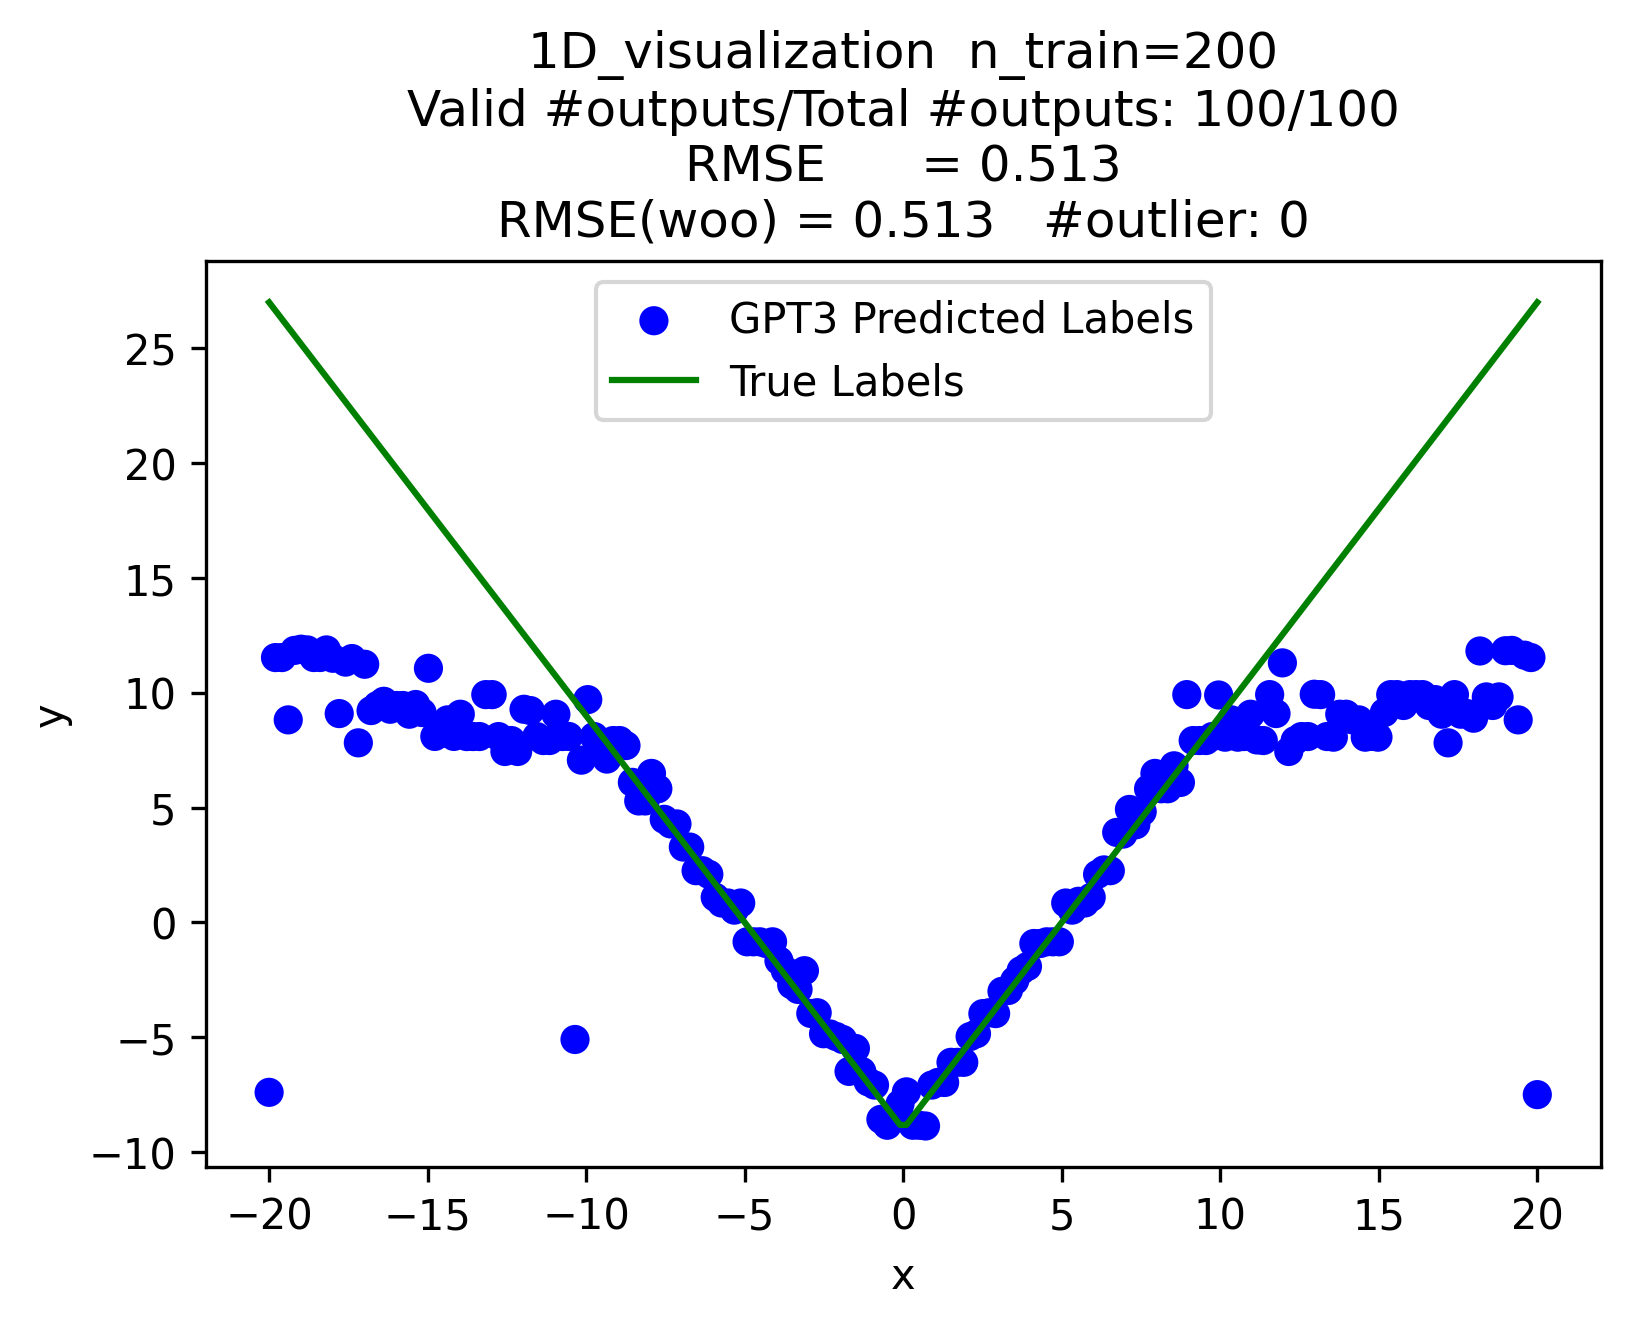 1D_visualization  n_train=200
Valid #outputs/Total #outputs: 100/100
RMSE      = 0.513
RMSE(woo) = 0.513   #outlier: 0
GPT3 Predicted Labels
True Labels
25
20
15
10
5
0
−5
−10
y
−20
−15
−10
−5
0
5
10
15
20
x